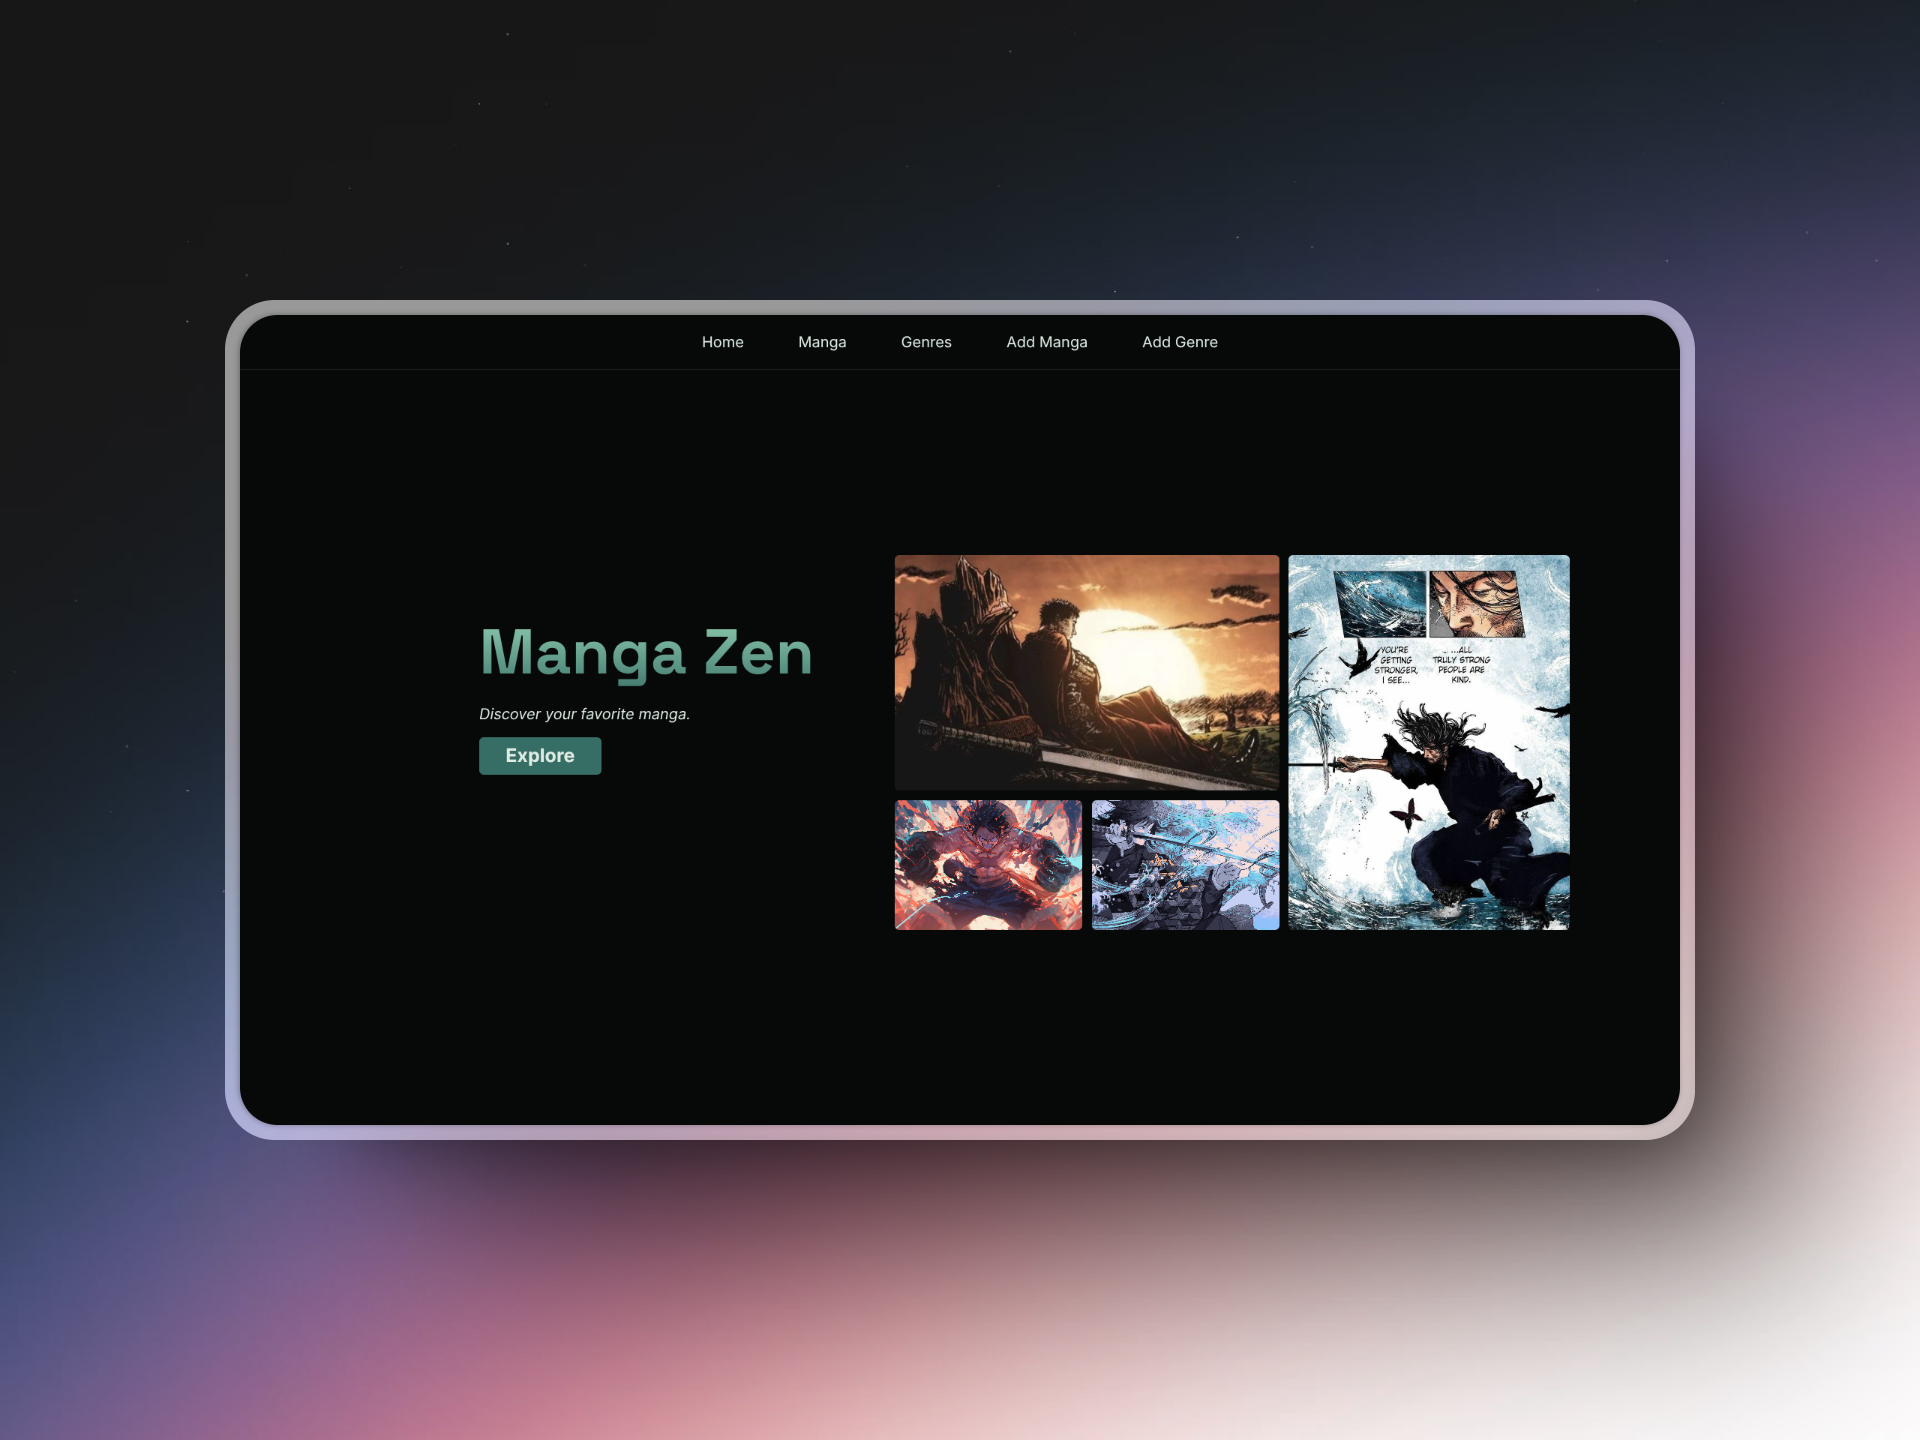 Home
Manga
Genres
Add Manga
Add Genre
Manga Zen
Discover your favorite manga.
Explore
YOU'RE
GETTING
STRONGER,
I SEE...
...ALL
TRULY STRONG
PEOPLE ARE
KIND.